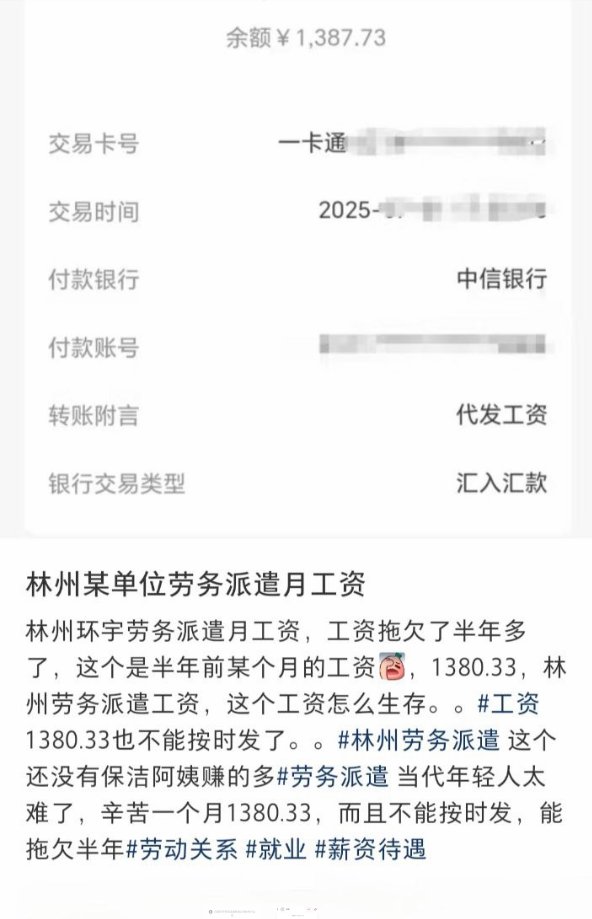 余额￥1,387.73
交易卡号 一卡通
交易时间 2025-
付款银行 中信银行
付款账号
转账附言 代发工资
银行交易类型 汇入汇款
林州某单位劳务派遣月工资
林州环宇劳务派遣月工资，工资拖欠了半年多
了，这个是半年前某个月的工资，1380.33，林
州劳务派遣工资，这个工资怎么生存。。#工资
1380.33也不能按时发了。。#林州劳务派遣 这个
还没有保洁阿姨赚的多#劳务派遣 当代年轻人太
难了，辛苦一个月1380.33，而且不能按时发，能
拖欠半年#劳动关系 #就业 #薪资待遇